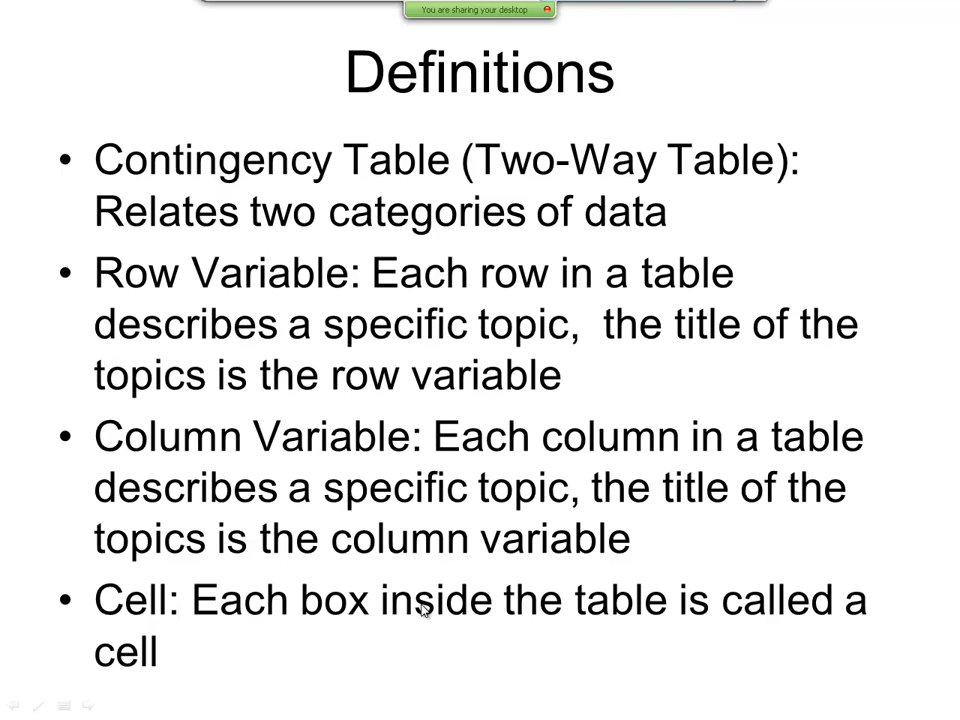 You are sharing your desktop
Definitions
• Contingency Table (Two-Way Table):
Relates two categories of data
• Row Variable: Each row in a table
describes a specific topic,  the title of the
topics is the row variable
• Column Variable: Each column in a table
describes a specific topic, the title of the
topics is the column variable
• Cell: Each box inside the table is called a
cell